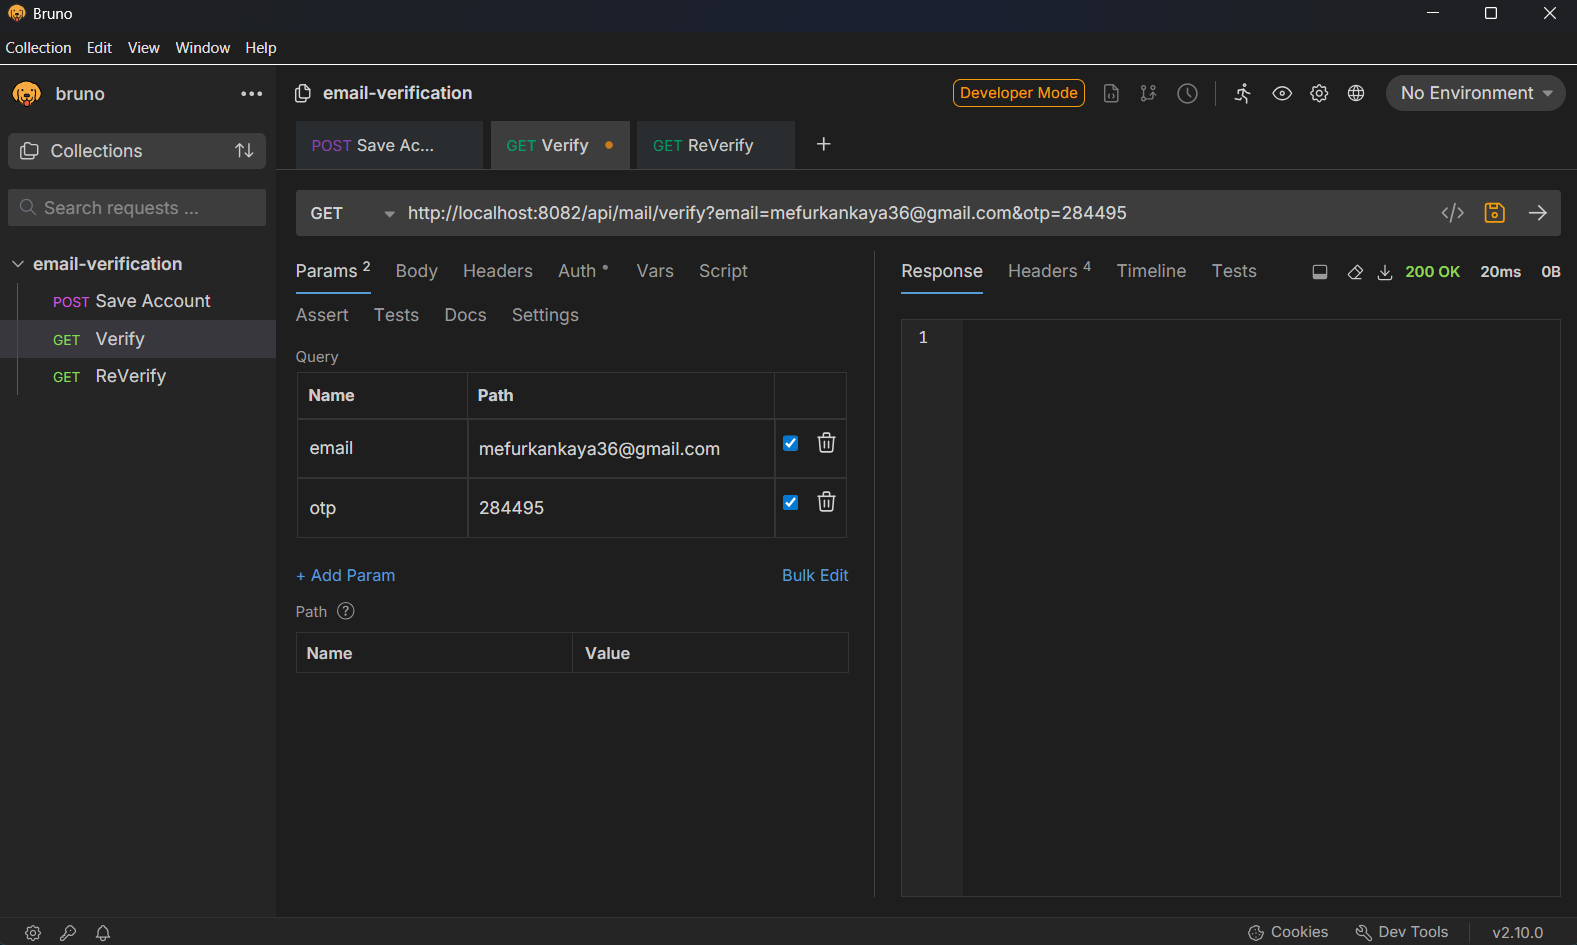 Bruno
Collection Edit View Window Help
bruno
email-verification
Developer Mode
No Environment
Collections
POST Save Ac...
GET Verify
GET ReVerify
+
Search requests ...
GET http://localhost:8082/api/mail/verify?email=mefurkankaya36@gmail.com&otp=284495
email-verification
POST Save Account
GET Verify
GET ReVerify
Params 2 Body Headers Auth Vars Script
Assert Tests Docs Settings
Query
Name Path
email mefurkankaya36@gmail.com
otp 284495
+ Add Param Bulk Edit
Path ?
Name Value
Response Headers 4 Timeline Tests 200 OK 20ms 0B
1
Cookies Dev Tools v2.10.0